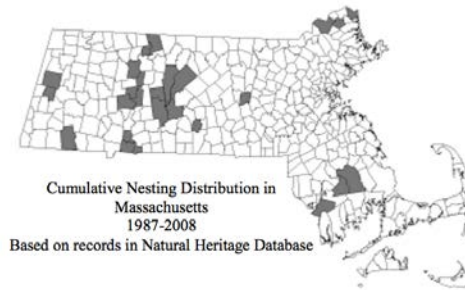 Cumulative Nesting Distribution in
Massachusetts
1987-2008
Based on records in Natural Heritage Database